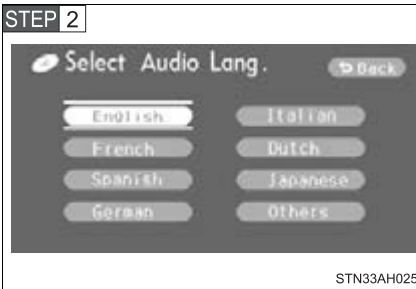 STEP 2
Select Audio Lang.
Back
English
Italian
French
Dutch
Spanish
Japanese
German
Others
STN33AH025